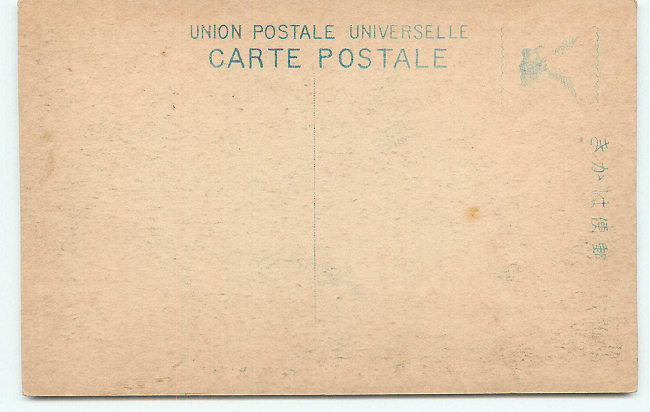 UNION POSTALE UNIVERSELLE
CARTE POSTALE
郵便はかき